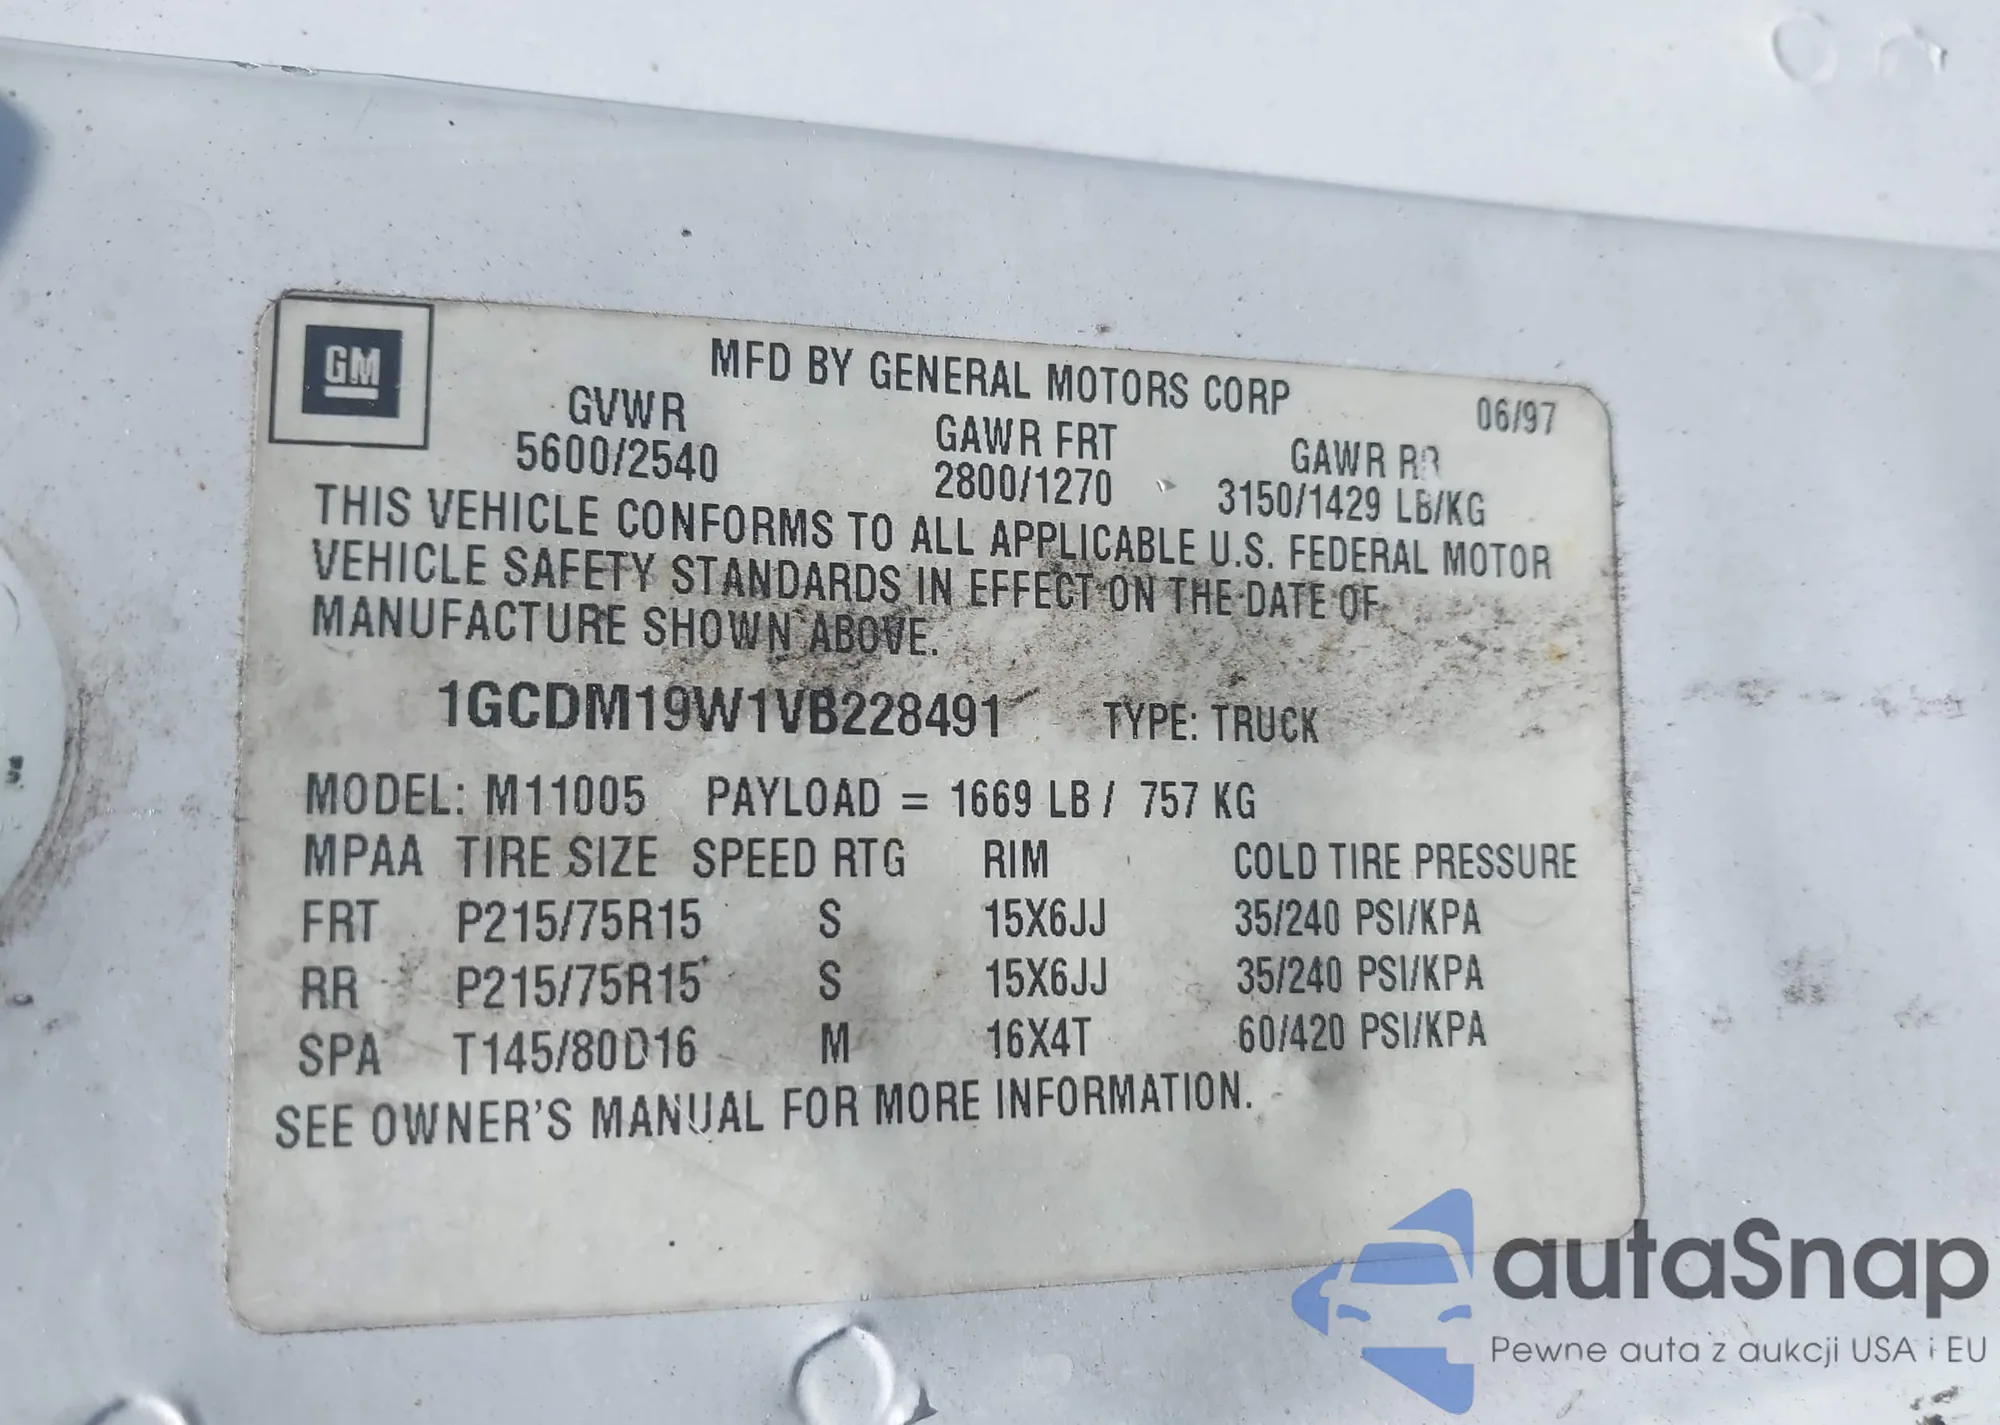 GM
MFD BY GENERAL MOTORS CORP
06/97
GVWR GAWR FRT GAWR RR
5600/2540 2800/1270 3150/1429 LB/KG
THIS VEHICLE CONFORMS TO ALL APPLICABLE U.S. FEDERAL MOTOR
VEHICLE SAFETY STANDARDS IN EFFECT ON THE DATE OF
MANUFACTURE SHOWN ABOVE.
1GCDM19W1VB228491 TYPE: TRUCK
MODEL: M11005 PAYLOAD = 1669 LB / 757 KG
MPAA TIRE SIZE SPEED RTG RIM COLD TIRE PRESSURE
FRT P215/75R15 S 15X6JJ 35/240 PSI/KPA
RR P215/75R15 S 15X6JJ 35/240 PSI/KPA
SPA T145/80D16 M 16X4T 60/420 PSI/KPA
SEE OWNER'S MANUAL FOR MORE INFORMATION.
autaSnap
Pewne auta z aukcji USA i EU